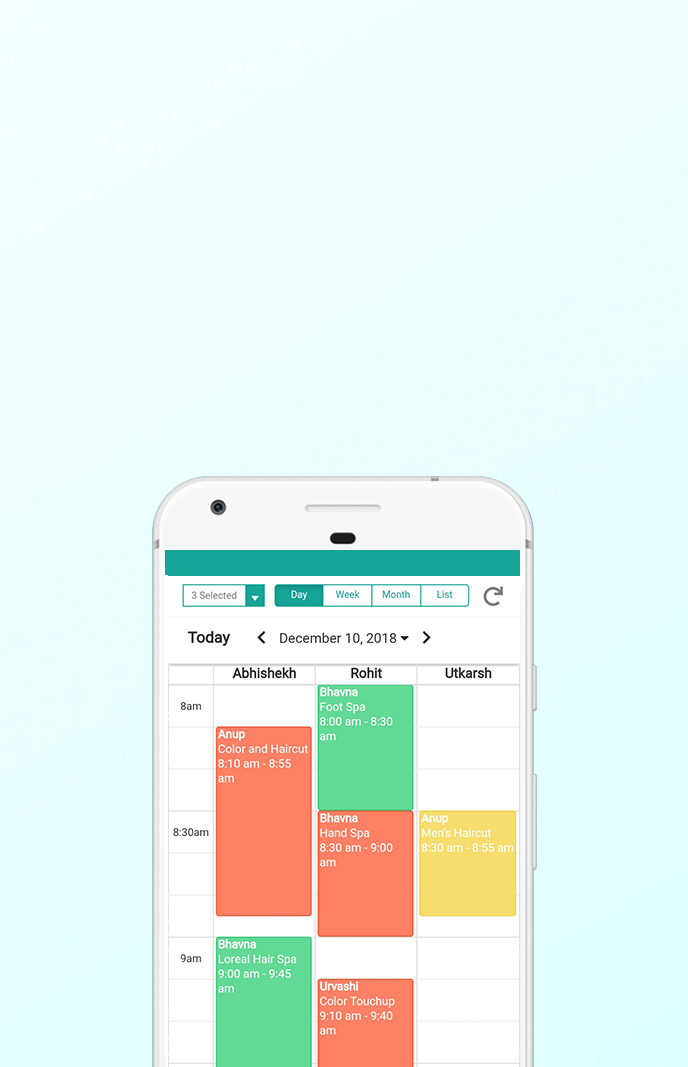 3 Selected
Day
Week
Month
List
Today
December 10, 2018
Abhishekh
Rohit
Utkarsh
8am
Bhavna
Foot Spa
8:00 am - 8:30
am
Anup
Color and Haircut
8:10 am - 8:55
am
8:30am
Bhavna
Hand Spa
8:30 am - 9:00
am
Anup
Men's Haircut
8:30 am - 8:55 am
9am
Bhavna
Loreal Hair Spa
9:00 am - 9:45
am
Urvashi
Color Touchup
9:10 am - 9:40
am